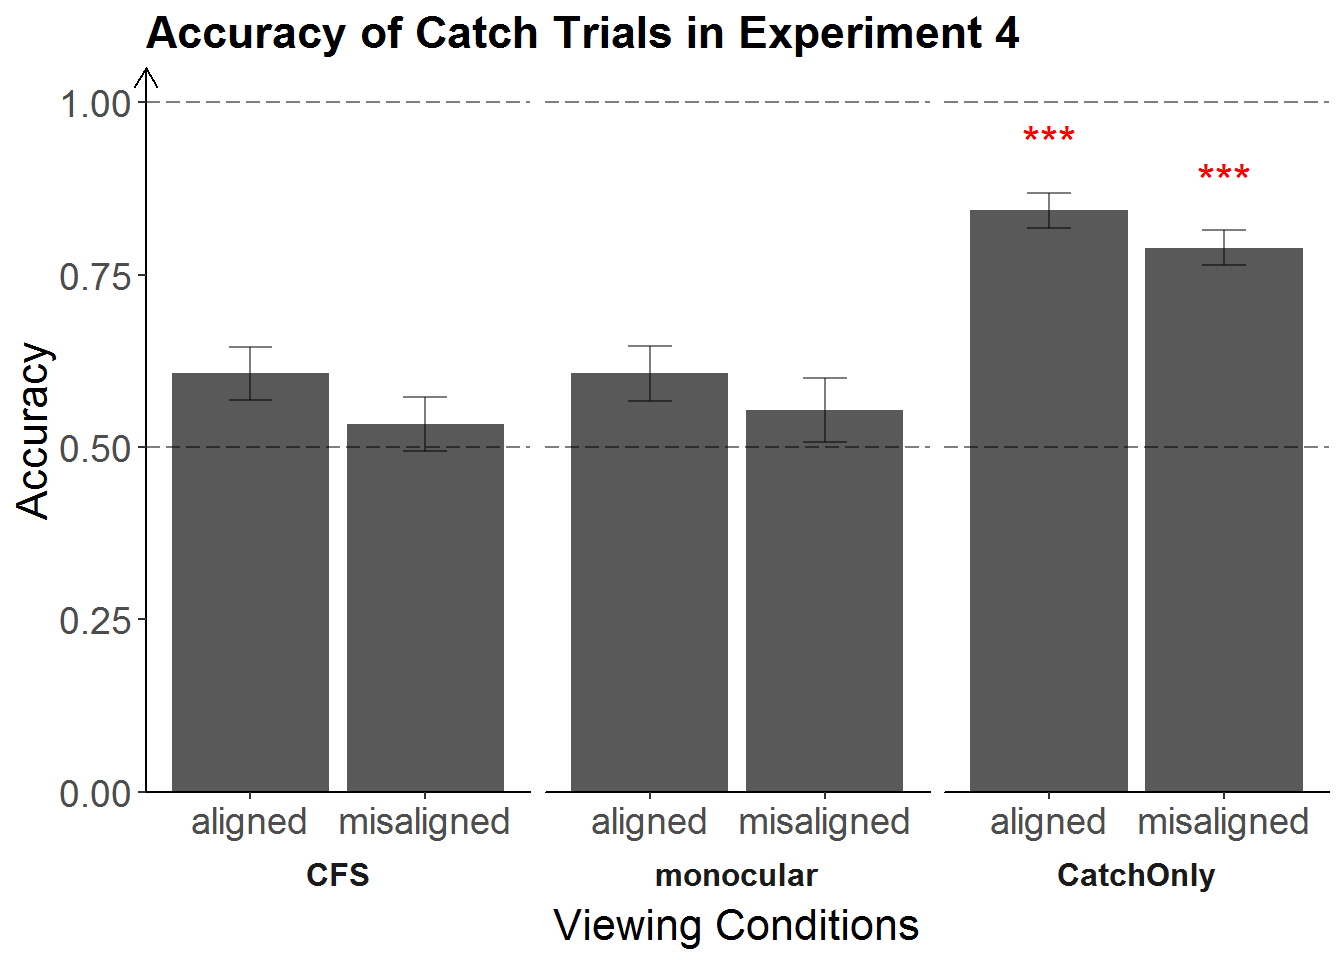 Accuracy of Catch Trials in Experiment 4
1.00
0.75
0.50
0.25
0.00
Accuracy
*** ***
aligned misaligned aligned misaligned aligned misaligned
CFS monocular CatchOnly
Viewing Conditions